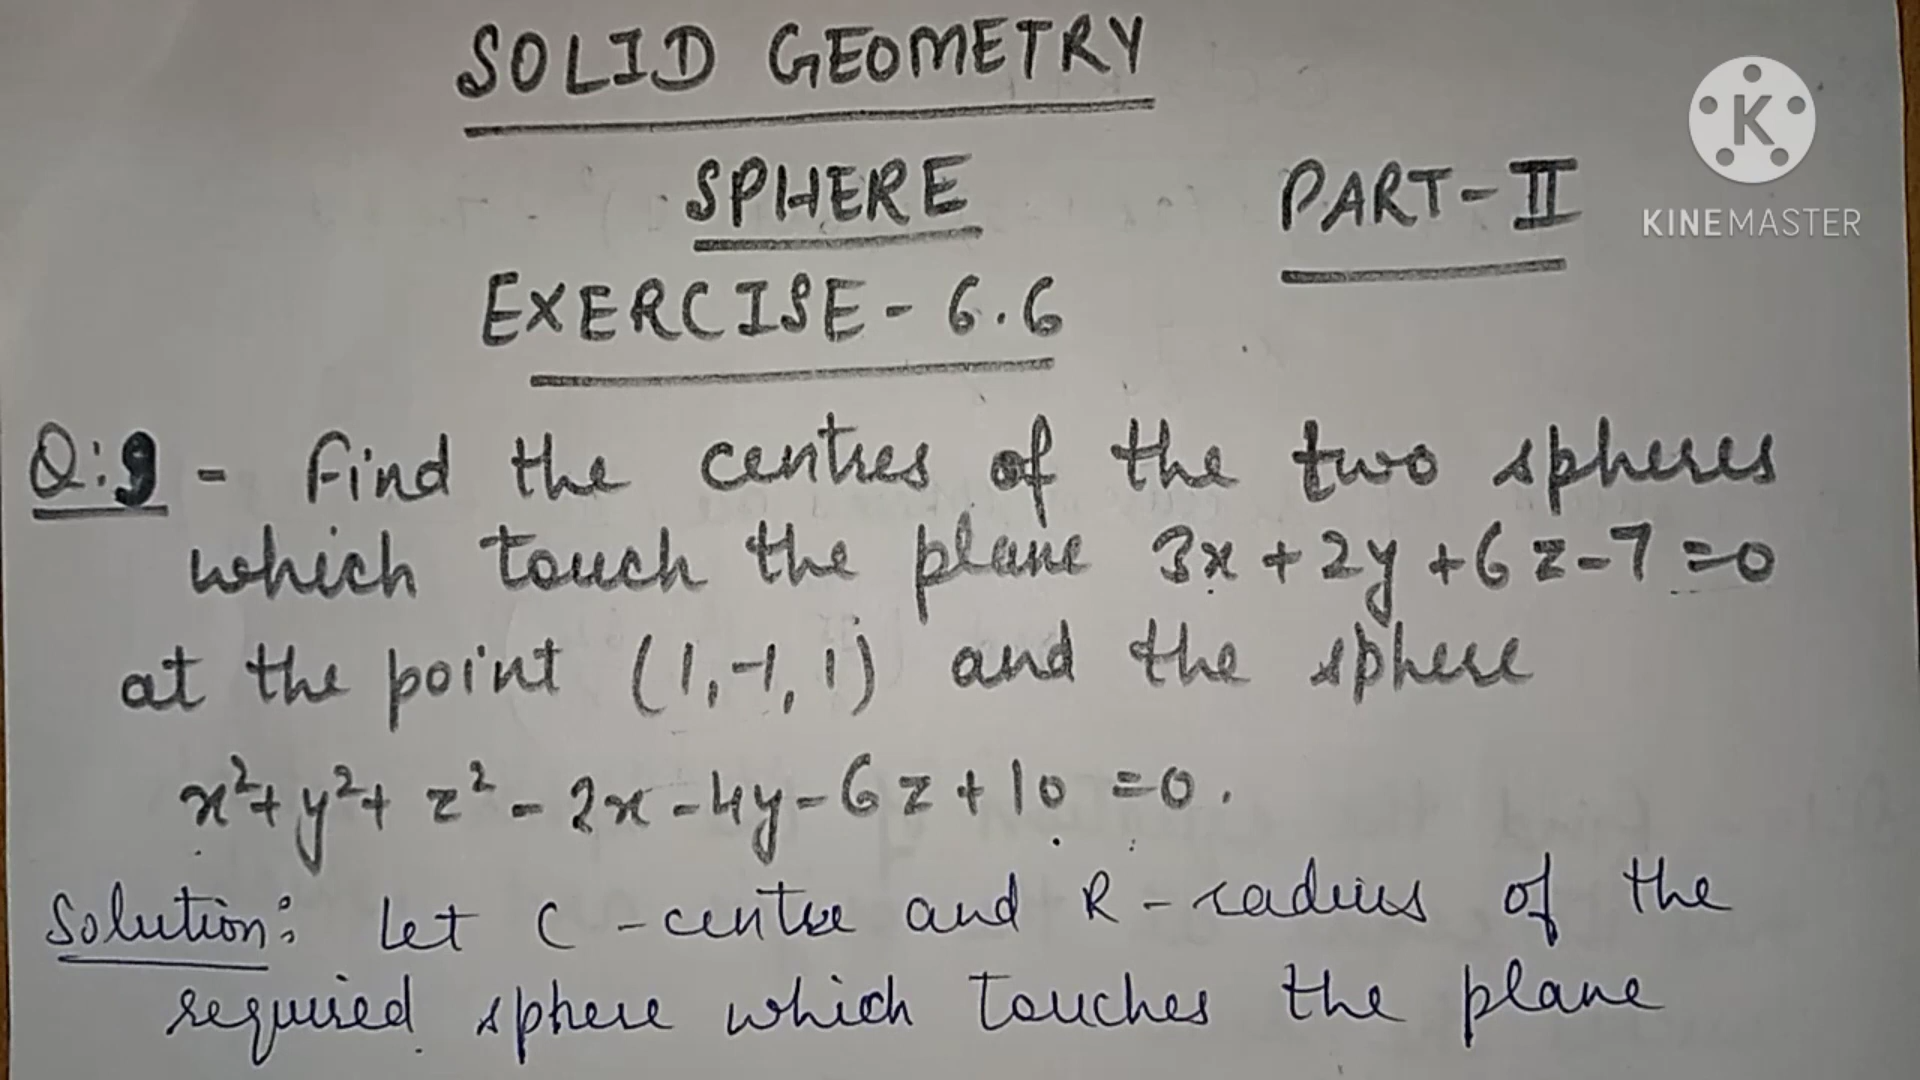 SOLID GEOMETRY
SPHERE PART-II
KINEMASTER
EXERCISE - 6.6
Q:9 - Find the centres of the two spheres
which touch the plane 3x + 2y + 6z - 7 = 0
at the point (1, -1, 1) and the sphere
x² + y² + z² - 2x - 4y - 6z + 10 = 0.
Solution: Let C - centre and R - radius of the
required sphere which touches the plane